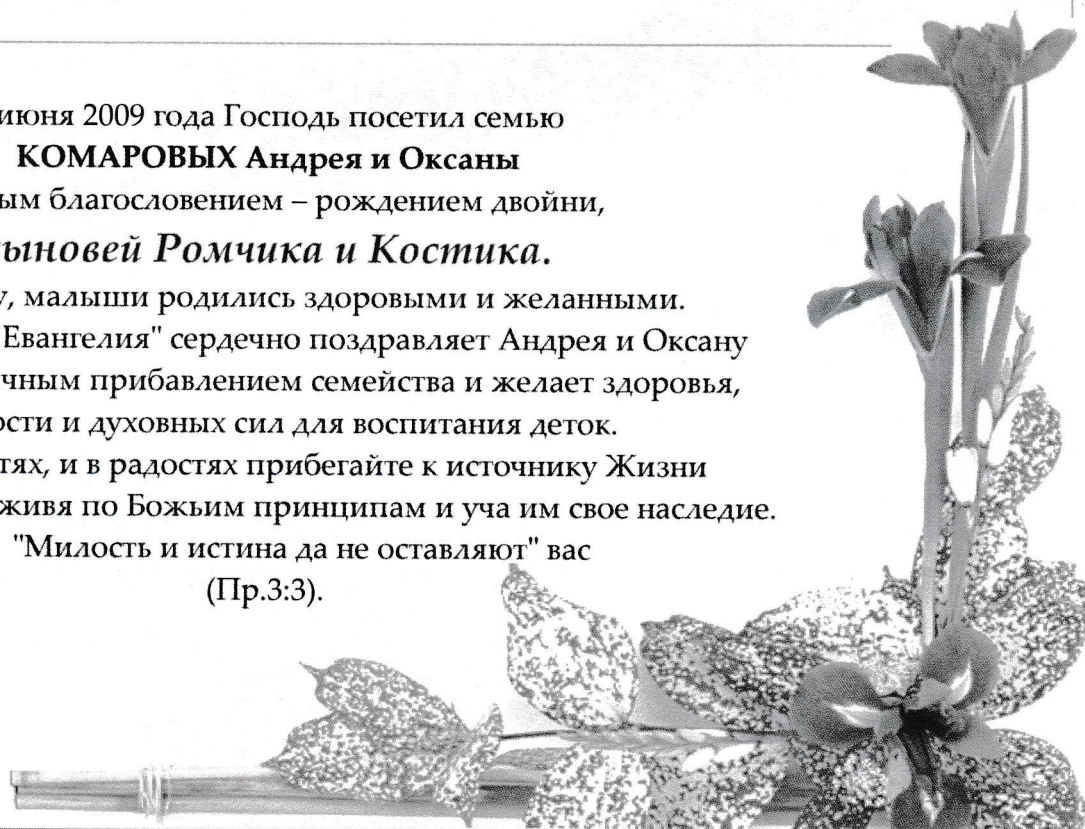 июня 2009 года Господь посетил семью
КОМАРОВЫХ Андрея и Оксаны
ым благословением – рождением двойни,
ыновей Ромчика и Костика.
у, малыши родились здоровыми и желанными.
Евангелия" сердечно поздравляет Андрея и Оксану
чным прибавлением семейства и желает здоровья,
ости и духовных сил для воспитания деток.
тях, и в радостях прибегайте к источнику Жизни
живя по Божьим принципам и уча им свое наследие.
"Милость и истина да не оставляют" вас
(Пр.3:3).